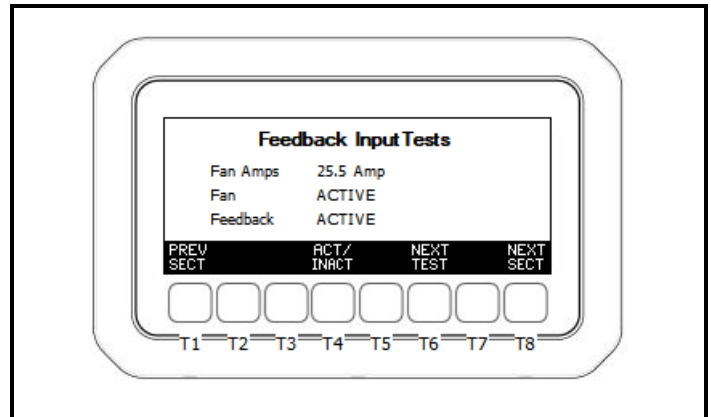 Feedback Input Tests
Fan Amps 25.5 Amp
Fan ACTIVE
Feedback ACTIVE
PREV ACT/ NEXT NEXT
SECT INACT TEST SECT
T1 T2 T3 T4 T5 T6 T7 T8